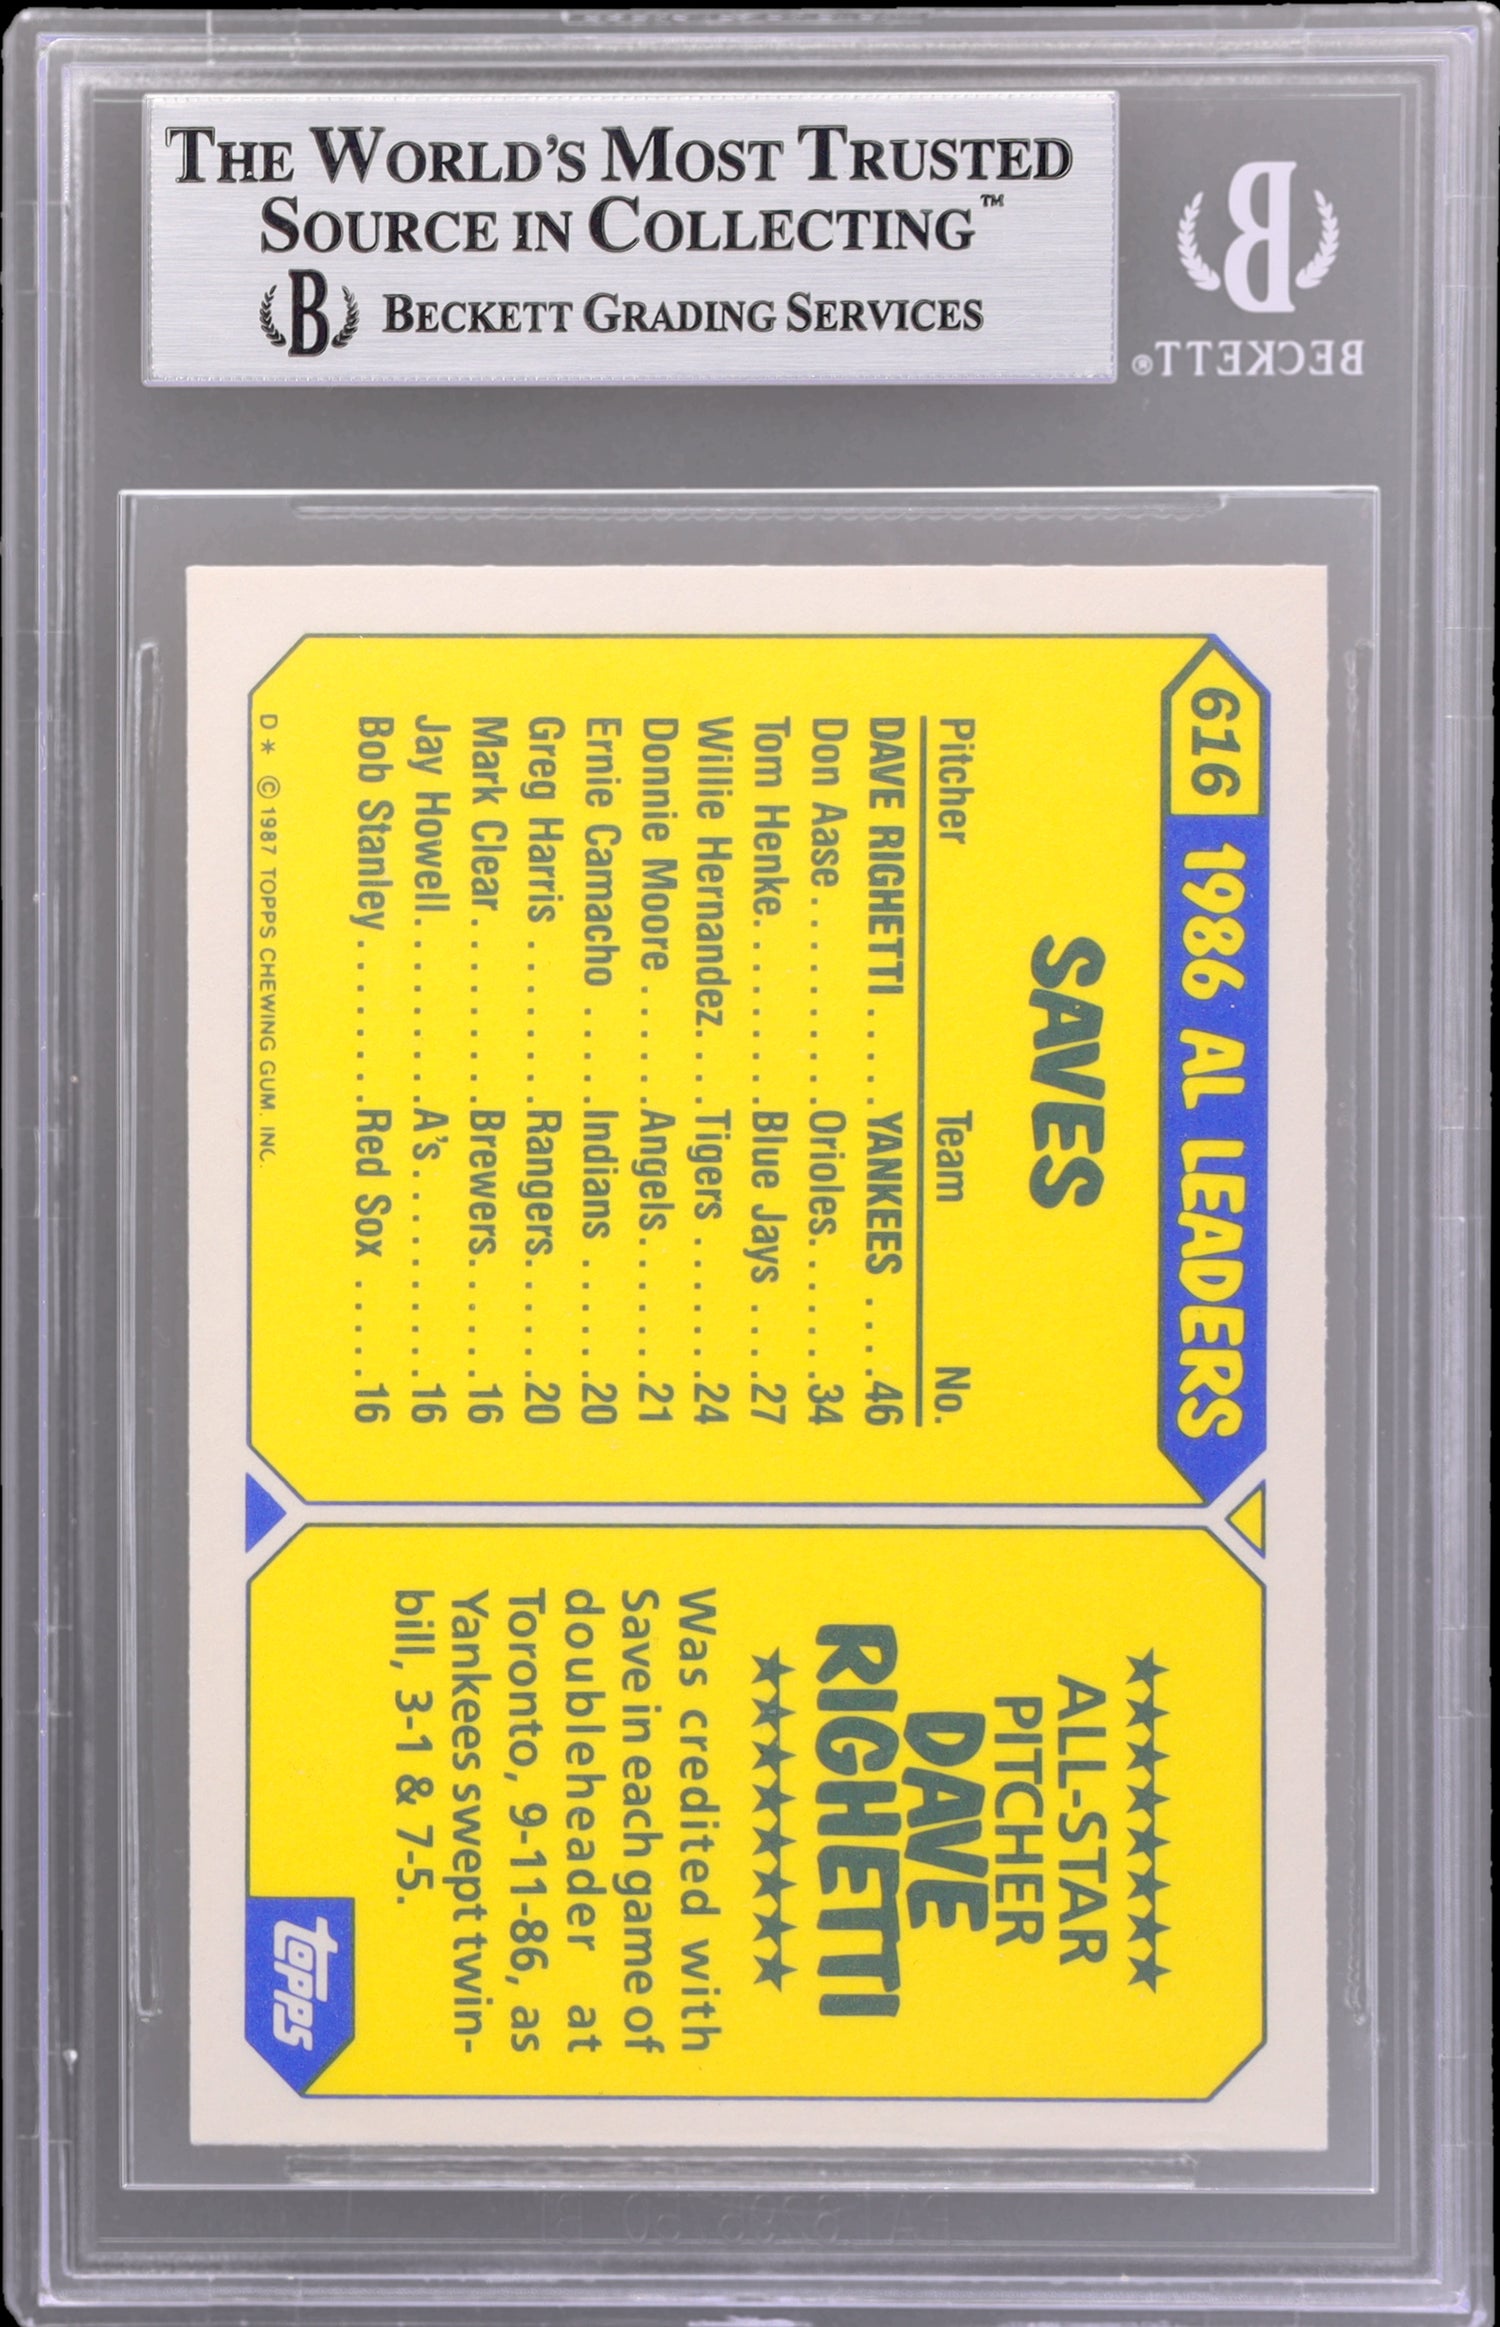 THE WORLD'S MOST TRUSTED
SOURCE IN COLLECTING™
B BECKETT GRADING SERVICES
B
BECKETT®
616 1986 AL LEADERS
SAVES
Pitcher Team No.
DAVE RIGHETTI . . . . . YANKEES . . . .46
Don Aase . . . . . . . . . .Orioles. . . . . . .34
Tom Henke. . . . . . . . .Blue Jays . . . .27
Willie Hernandez. . . .Tigers . . . . . . .24
Donnie Moore . . . . . .Angels. . . . . . .21
Ernie Camacho . . . . .Indians . . . . . .20
Greg Harris . . . . . . . .Rangers. . . . . .20
Mark Clear. . . . . . . . .Brewers. . . . . .16
Jay Howell. . . . . . . . .A's. . . . . . . . . .16
Bob Stanley. . . . . . . .Red Sox . . . . .16
D* © 1987 TOPPS CHEWING GUM. INC.
ALL-STAR
PITCHER
DAVE
RIGHETTI
Was credited with
Save in each game of
doubleheader at
Toronto, 9-11-86, as
Yankees swept twin-
bill, 3-1 & 7-5.
topps